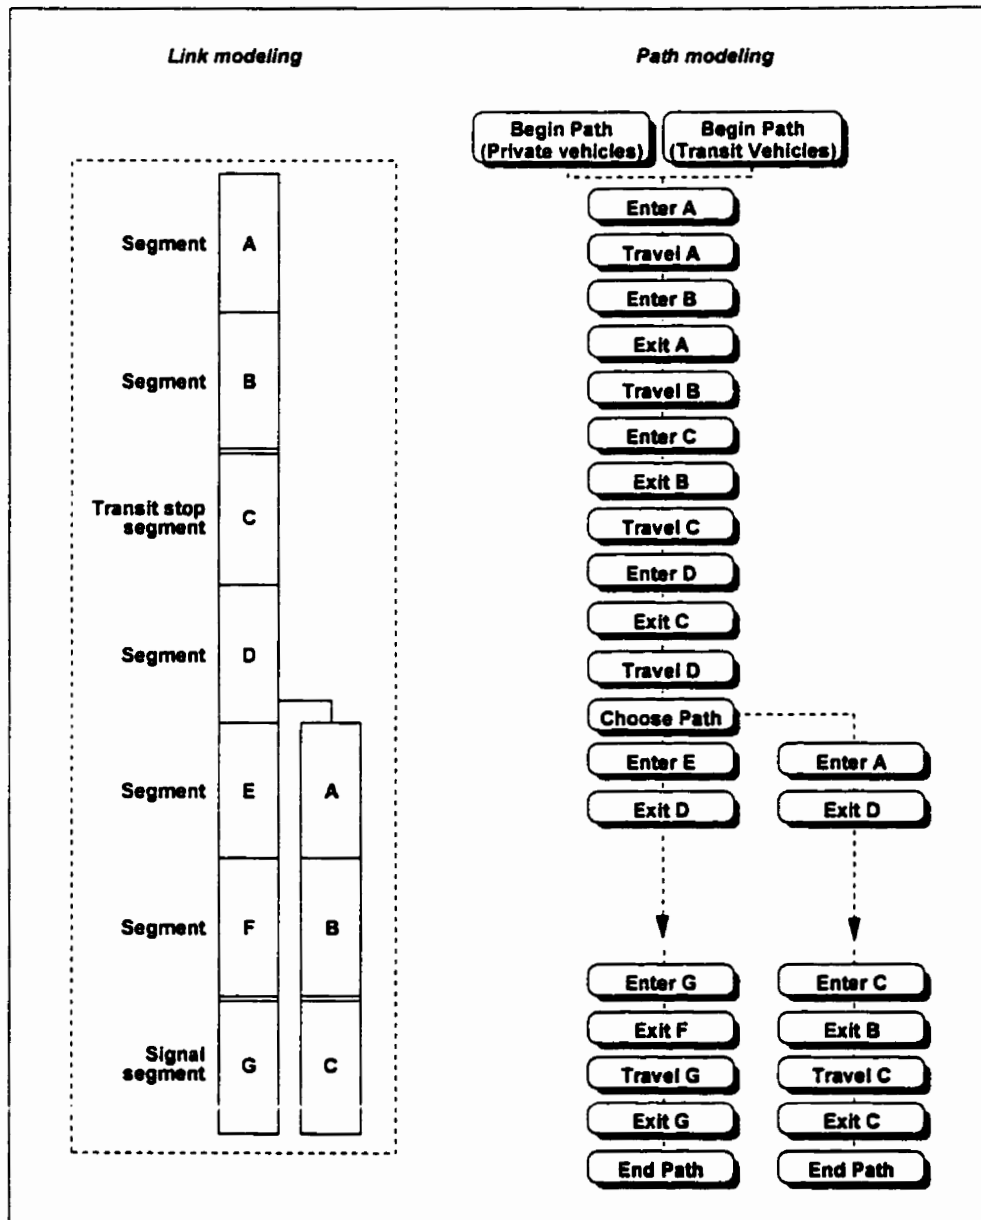 Link modeling
Segment A
Segment B
Transit stop
segment
C
Segment D
Segment E A
Segment F B
Signal
segment
G C
Path modeling
Begin Path
(Private vehicles)
Begin Path
(Transit Vehicles)
Enter A
Travel A
Enter B
Exit A
Travel B
Enter C
Exit B
Travel C
Enter D
Exit C
Travel D
Choose Path
Enter E
Exit D
Enter G
Exit F
Travel G
Exit G
End Path
Enter A
Exit D
Enter C
Exit B
Travel C
Exit C
End Path